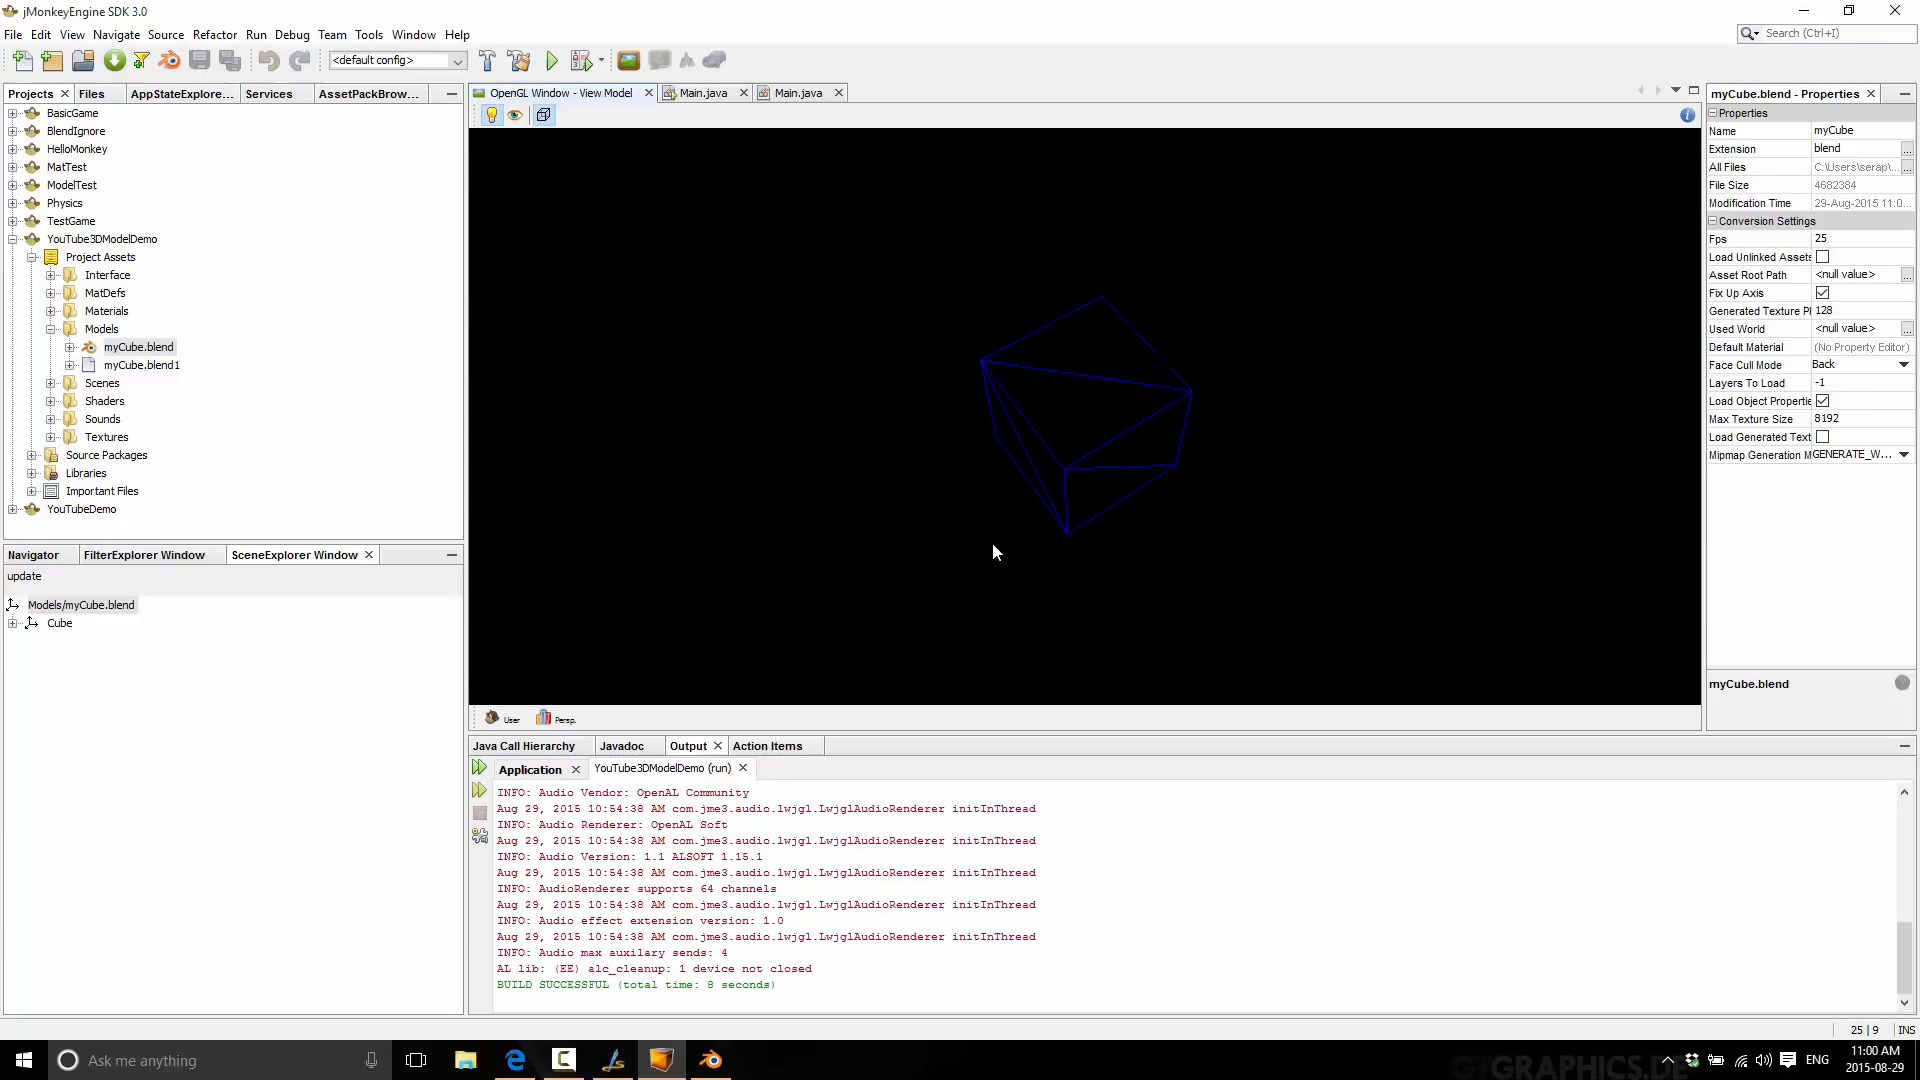 jMonkeyEngine SDK 3.0
File Edit View Navigate Source Refactor Run Debug Team Tools Window Help
Search (Ctrl+I)
<default config>
Projects Files AppStateExplore... Services AssetPackBrow...
BasicGame
BlendIgnore
HelloMonkey
MatTest
ModelTest
Physics
TestGame
YouTube3DModelDemo
Project Assets
Interface
MatDefs
Materials
Models
myCube.blend
myCube.blend1
Scenes
Shaders
Sounds
Textures
Source Packages
Libraries
Important Files
YouTubeDemo
Navigator FilterExplorer Window SceneExplorer Window
update
Models/myCube.blend
Cube
OpenGL Window - View Model Main.java Main.java
User Persp.
Java Call Hierarchy Javadoc Output Action Items
Application YouTube3DModelDemo (run)
INFO: Audio Vendor: OpenAL Community
Aug 29, 2015 10:54:38 AM com.jme3.audio.lwjgl.LwjglAudioRenderer initInThread
INFO: Audio Renderer: OpenAL Soft
Aug 29, 2015 10:54:38 AM com.jme3.audio.lwjgl.LwjglAudioRenderer initInThread
INFO: Audio Version: 1.1 ALSOFT 1.15.1
Aug 29, 2015 10:54:38 AM com.jme3.audio.lwjgl.LwjglAudioRenderer initInThread
INFO: AudioRenderer supports 64 channels
Aug 29, 2015 10:54:38 AM com.jme3.audio.lwjgl.LwjglAudioRenderer initInThread
INFO: Audio effect extension version: 1.0
Aug 29, 2015 10:54:38 AM com.jme3.audio.lwjgl.LwjglAudioRenderer initInThread
INFO: Audio max auxilary sends: 4
AL lib: (EE) alc_cleanup: 1 device not closed
BUILD SUCCESSFUL (total time: 8 seconds)
myCube.blend - Properties
Properties
Name myCube
Extension blend ...
All Files C:\Users\serap\... ...
File Size 4682384
Modification Time 29-Aug-2015 11:0...
Conversion Settings
Fps 25
Load Unlinked Assets
Asset Root Path <null value> ...
Fix Up Axis
Generated Texture Pl 128
Used World <null value> ...
Default Material (No Property Editor)
Face Cull Mode Back
Layers To Load -1
Load Object Propertie
Max Texture Size 8192
Load Generated Text
Mipmap Generation M GENERATE_W...
myCube.blend
25 | 9 INS
Ask me anything
GTGRAPHICS.DE
ENG
11:00 AM
2015-08-29